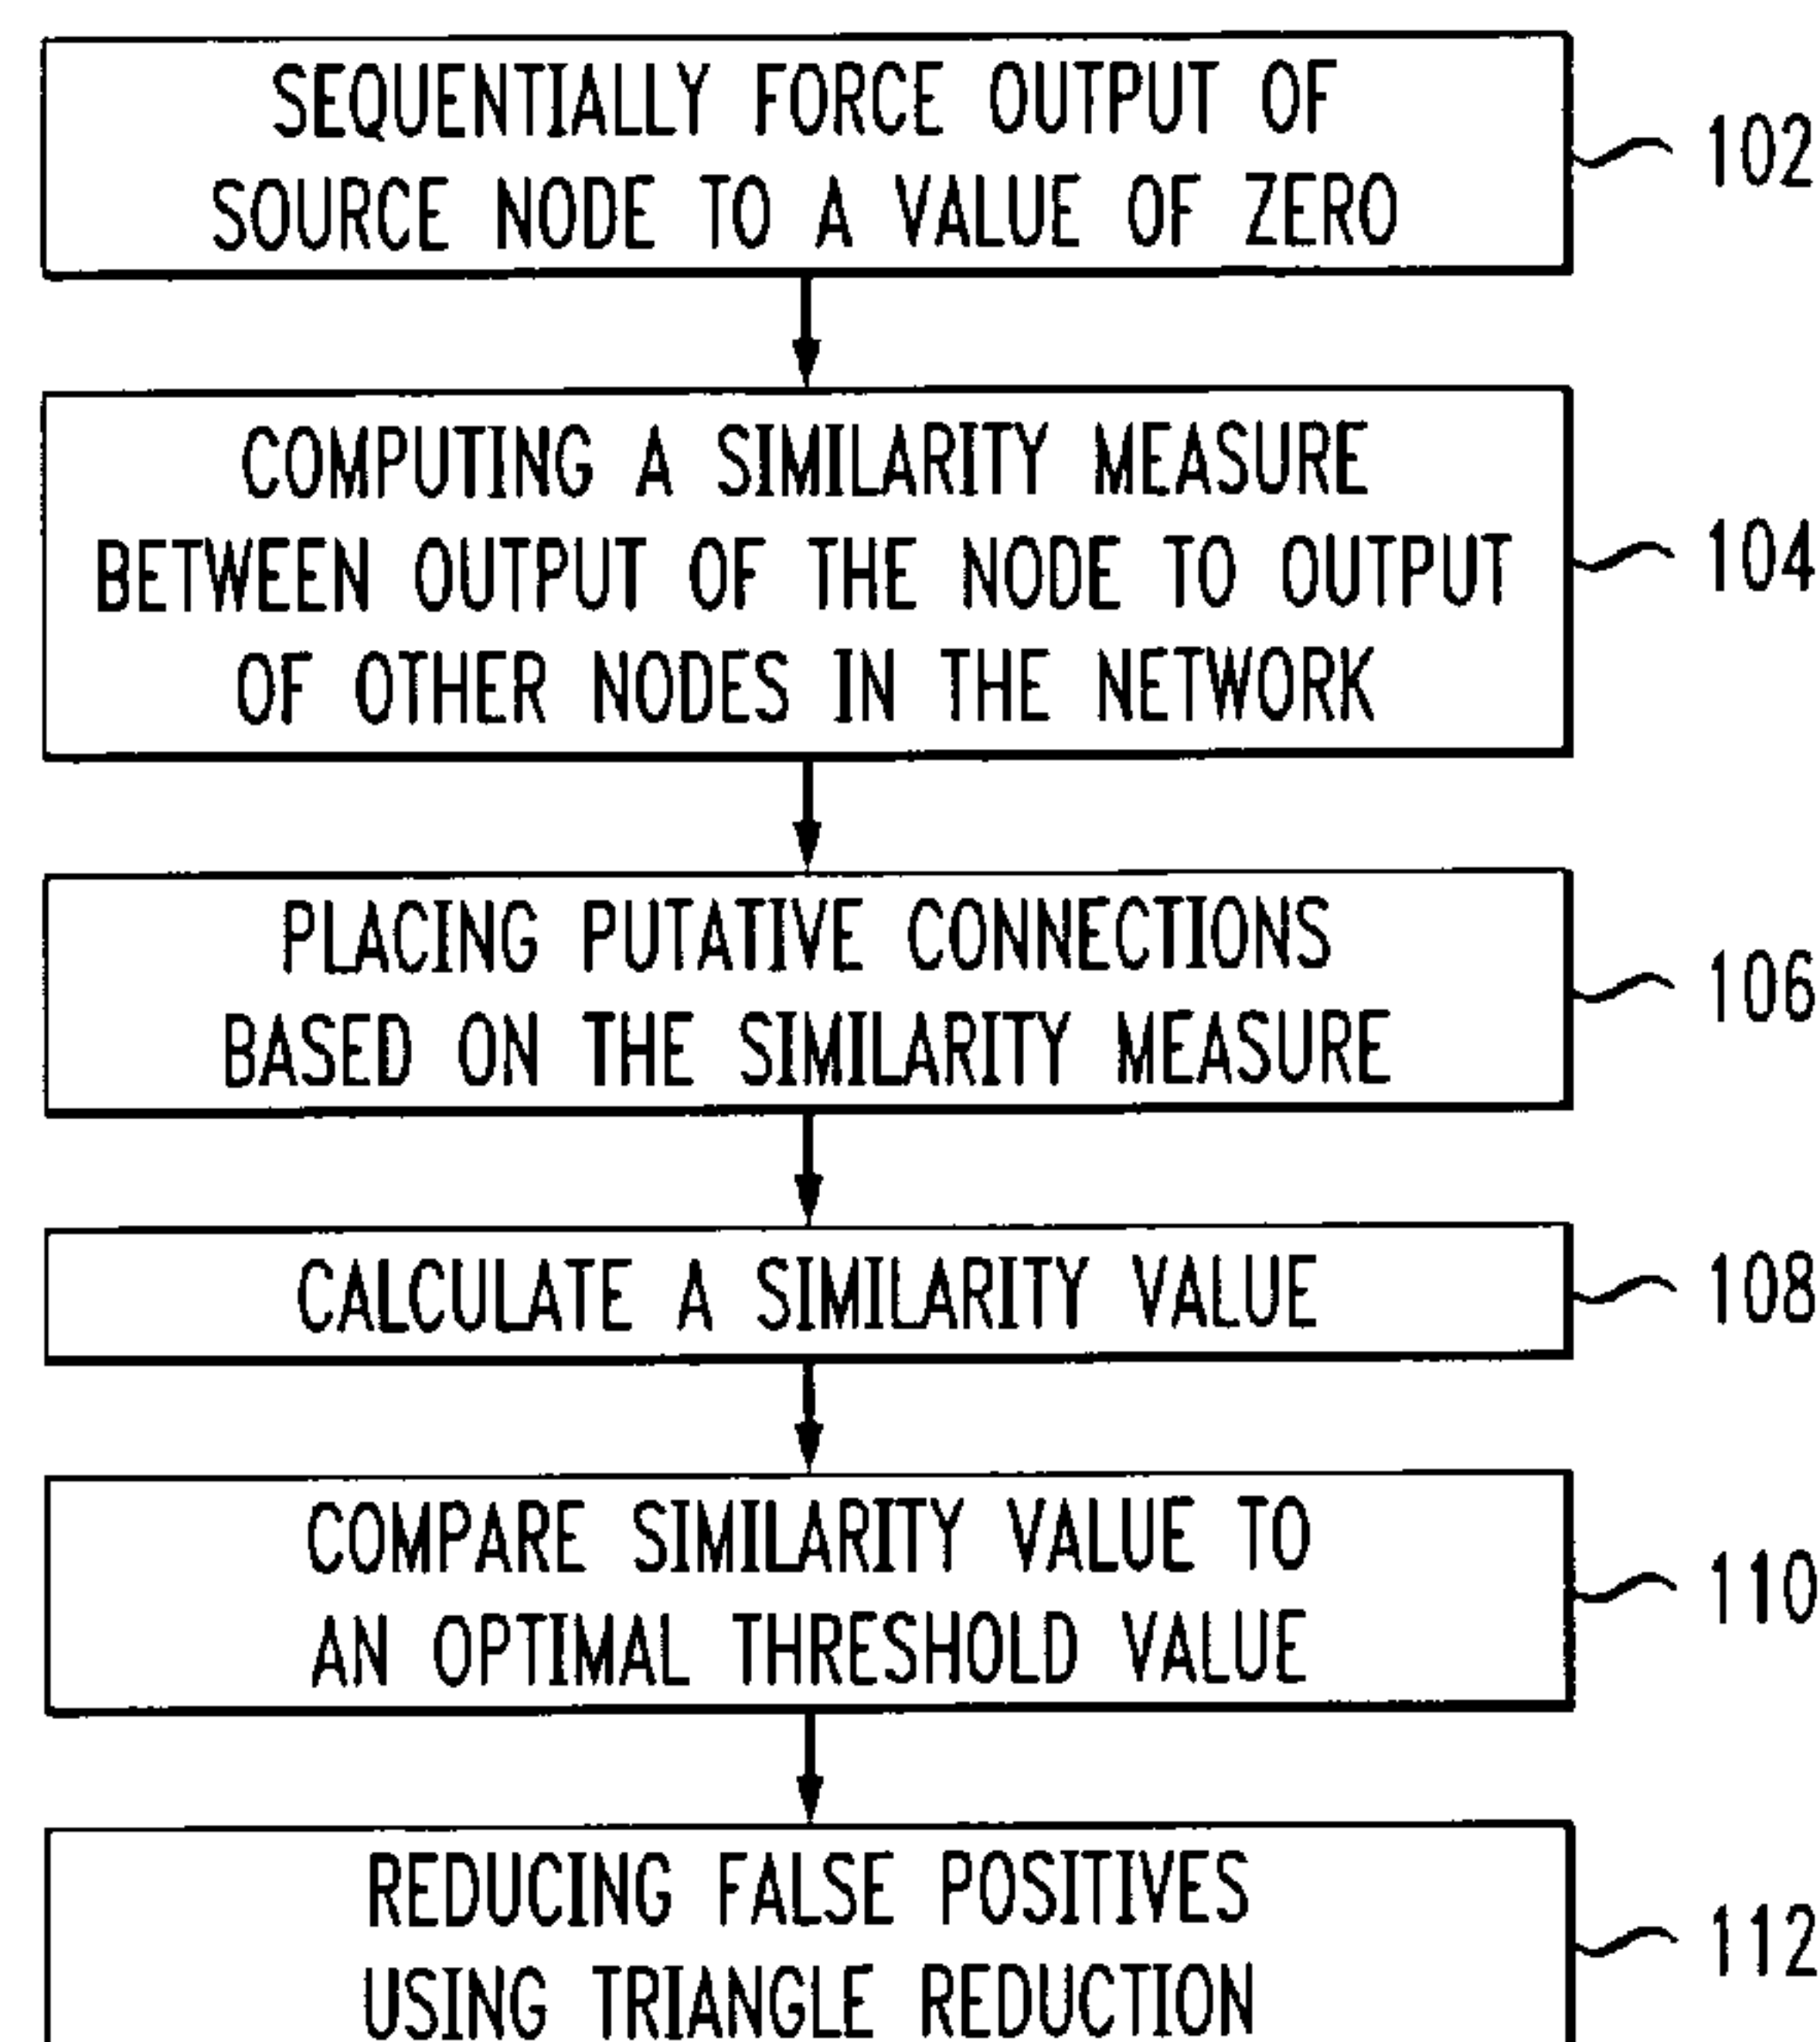 SEQUENTIALLY FORCE OUTPUT OF
SOURCE NODE TO A VALUE OF ZERO
102
COMPUTING A SIMILARITY MEASURE
BETWEEN OUTPUT OF THE NODE TO OUTPUT
OF OTHER NODES IN THE NETWORK
104
PLACING PUTATIVE CONNECTIONS
BASED ON THE SIMILARITY MEASURE
106
CALCULATE A SIMILARITY VALUE
108
COMPARE SIMILARITY VALUE TO
AN OPTIMAL THRESHOLD VALUE
110
REDUCING FALSE POSITIVES
USING TRIANGLE REDUCTION
112